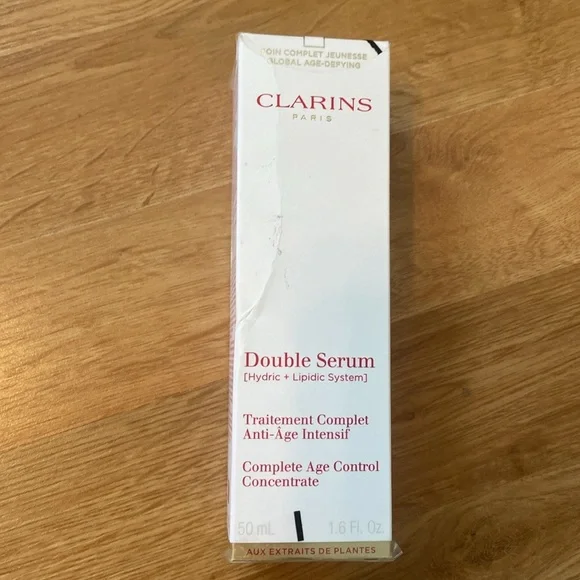 SOIN COMPLET JEUNESSE
GLOBAL AGE-DEFYING
CLARINS
PARIS
Double Serum
[Hydric + Lipidic System]
Traitement Complet
Anti-Âge Intensif
Complete Age Control
Concentrate
50 mL 1.6 Fl. Oz.
AUX EXTRAITS DE PLANTES